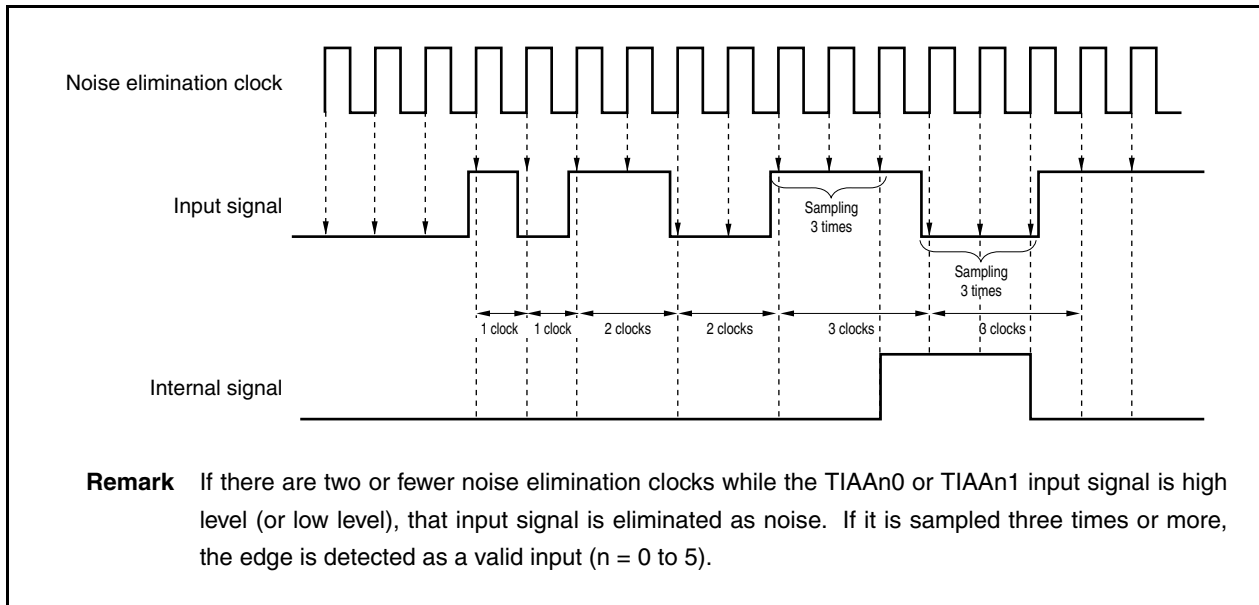 Noise elimination clock
Input signal
Sampling
3 times
Sampling
3 times
1 clock
1 clock
2 clocks
2 clocks
3 clocks
3 clocks
Internal signal
Remark If there are two or fewer noise elimination clocks while the TIAAn0 or TIAAn1 input signal is high
level (or low level), that input signal is eliminated as noise. If it is sampled three times or more,
the edge is detected as a valid input (n = 0 to 5).